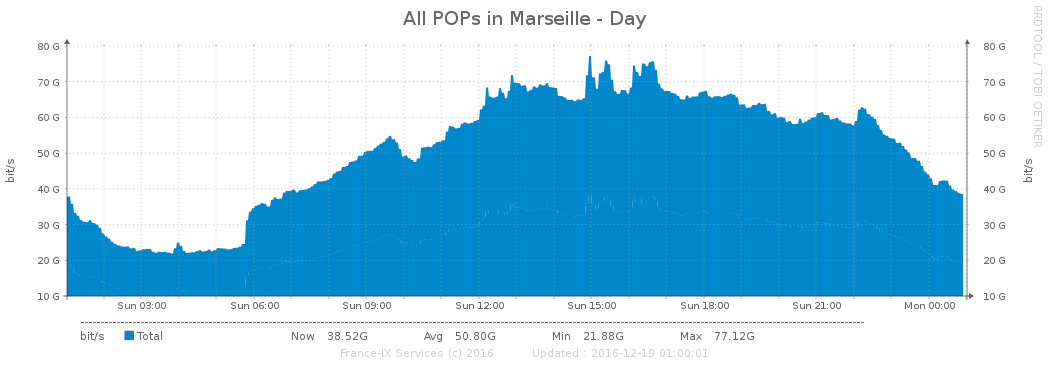 All POPs in Marseille - Day
RRDTOOL / TOBI OETIKER
80 G 80 G
70 G 70 G
60 G 60 G
50 G 50 G
40 G 40 G
30 G 30 G
20 G 20 G
10 G 10 G
bit/s
bit/s
Sun 03:00 Sun 06:00 Sun 09:00 Sun 12:00 Sun 15:00 Sun 18:00 Sun 21:00 Mon 00:00
bit/s Total Now 38.52G Avg 50.80G Min 21.88G Max 77.12G
France-IX Services (c) 2016 Updated : 2016-12-19 01:00:01